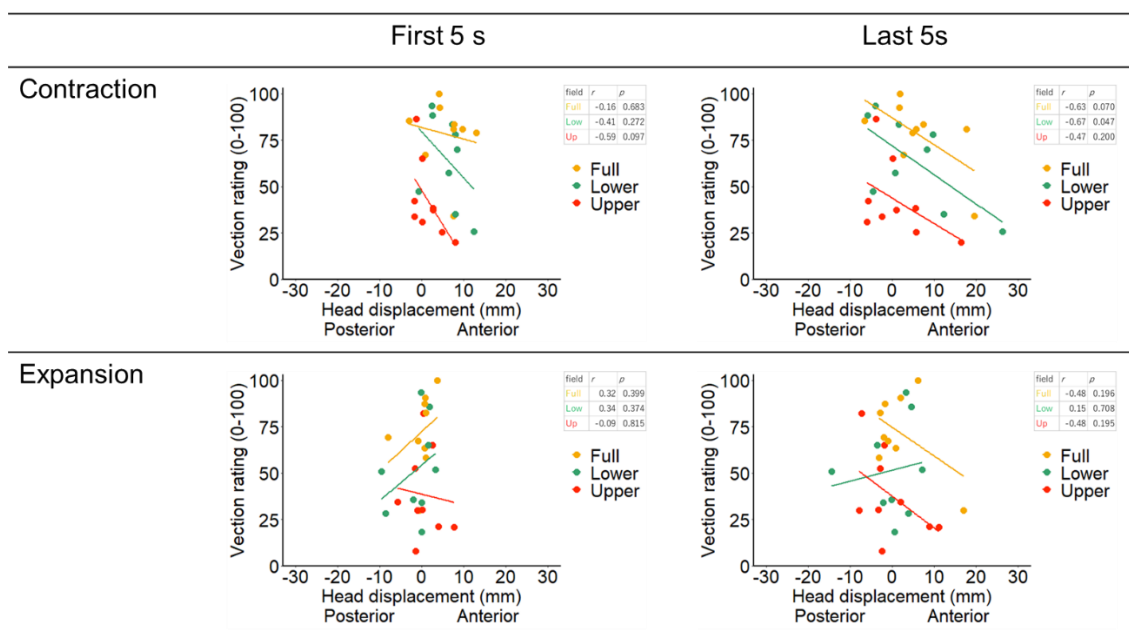 First 5 s
Last 5s
Contraction
Vection rating (0-100)
100
75
50
25
0
-30 -20 -10 0 10 20 30
Head displacement (mm)
Posterior Anterior
field r p
Full -0.16 0.683
Low -0.41 0.272
Up -0.59 0.097
Full
Lower
Upper
Vection rating (0-100)
100
75
50
25
0
-30 -20 -10 0 10 20 30
Head displacement (mm)
Posterior Anterior
field r p
Full -0.63 0.070
Low -0.67 0.047
Up -0.47 0.200
Full
Lower
Upper
Expansion
Vection rating (0-100)
100
75
50
25
0
-30 -20 -10 0 10 20 30
Head displacement (mm)
Posterior Anterior
field r p
Full 0.32 0.399
Low 0.34 0.374
Up -0.09 0.815
Full
Lower
Upper
Vection rating (0-100)
100
75
50
25
0
-30 -20 -10 0 10 20 30
Head displacement (mm)
Posterior Anterior
field r p
Full -0.48 0.196
Low 0.15 0.708
Up -0.48 0.195
Full
Lower
Upper